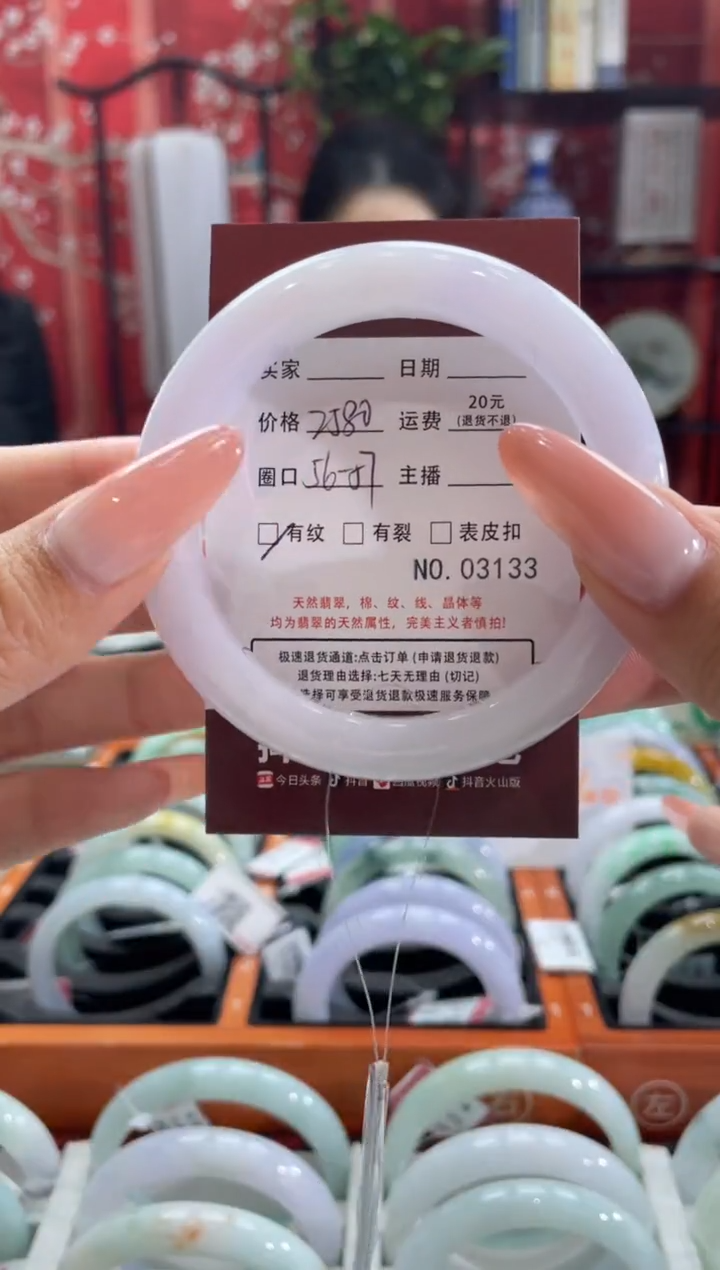 买家 日期
价格 2580 运费 20元 (退货不退)
圈口 56-57 主播
有纹 有裂 表皮扣
NO. 03133
天然翡翠，棉、纹、线、晶体等
均为翡翠的天然属性，完美主义者慎拍!
极速退货通道:点击订单 (申请退货退款)
退货理由选择:七天无理由 (切记)
选择可享受退货退款极速服务保障
今日头条 抖音 西瓜视频 抖音火山版
右 左